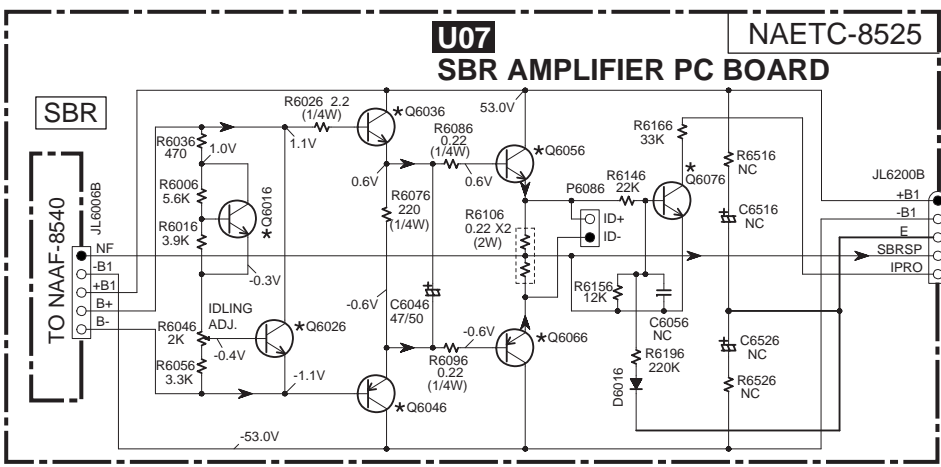 U07
NAETC-8525
SBR AMPLIFIER PC BOARD
SBR
TO NAAF-8540
JL6006B
NF
-B1
+B1
B+
B-
R6036
470
1.0V
R6006
5.6K
R6016
3.9K
*Q6016
-0.3V
IDLING
ADJ.
R6046
2K
-0.4V
R6056
3.3K
*Q6026
-1.1V
-53.0V
R6026 2.2
(1/4W)
1.1V
*Q6036
0.6V
R6076
220
(1/4W)
-0.6V
C6046
47/50
*Q6046
R6086
0.22
(1/4W)
0.6V
53.0V
*Q6056
R6106
0.22 X2
(2W)
-0.6V
R6096
0.22
(1/4W)
*Q6066
P6086
ID+
ID-
R6146
22K
R6166
33K
*Q6076
R6156
12K
C6056
NC
R6196
220K
D6016
R6516
NC
C6516
NC
C6526
NC
R6526
NC
JL6200B
+B1
-B1
E
SBRSP
IPRO